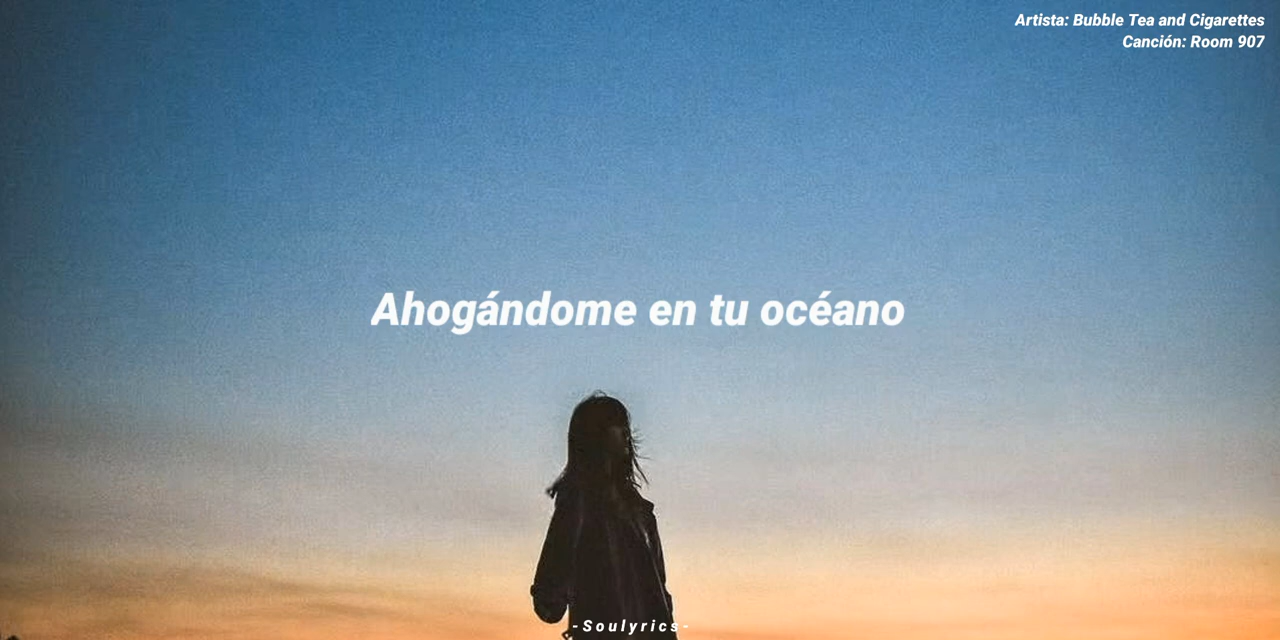 Artista: Bubble Tea and Cigarettes
Canción: Room 907
Ahogándome en tu océano
-Soulyrics-